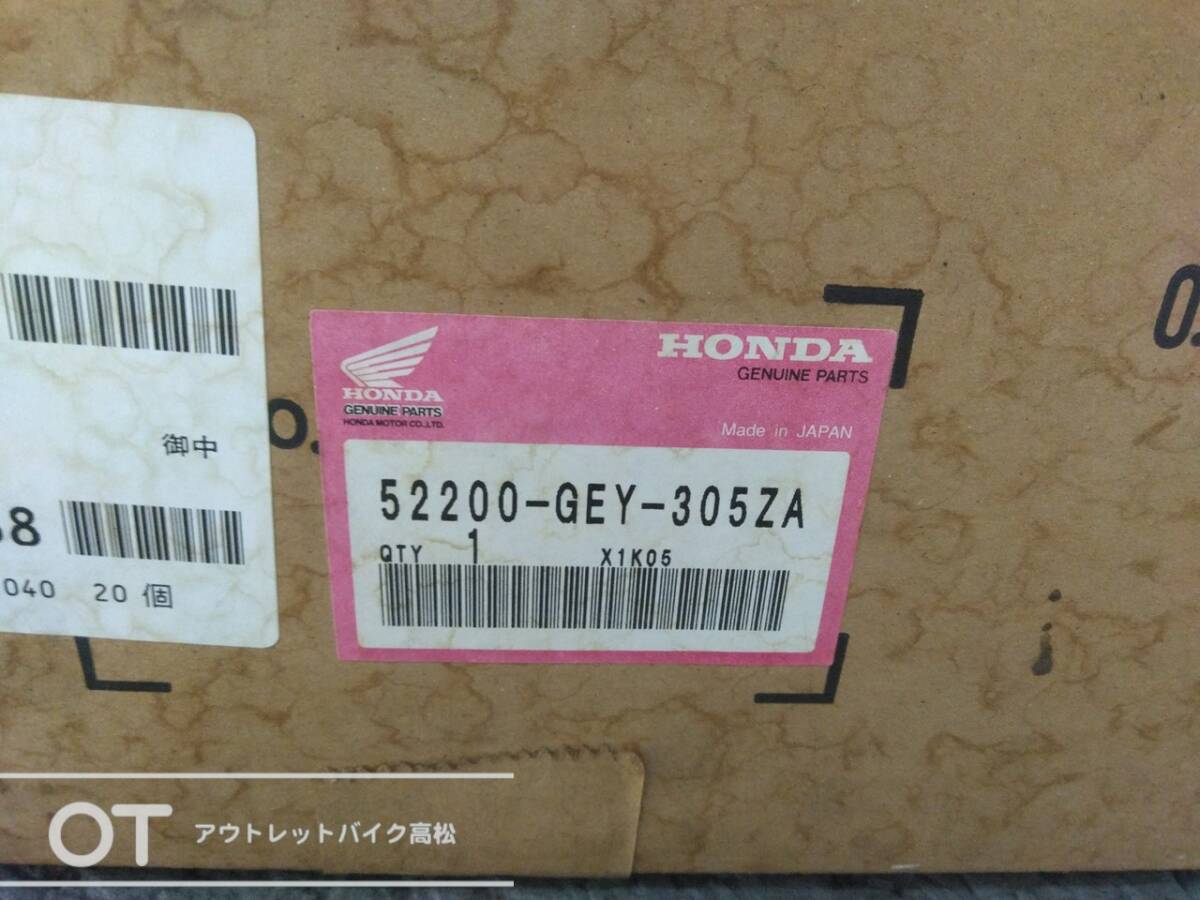 御中
040 20 個
HONDA
GENUINE PARTS
HONDA MOTOR CO.,LTD.
HONDA
GENUINE PARTS
Made in JAPAN
52200-GEY-305ZA
QTY 1 X1K05
OT アウトレットバイク高松